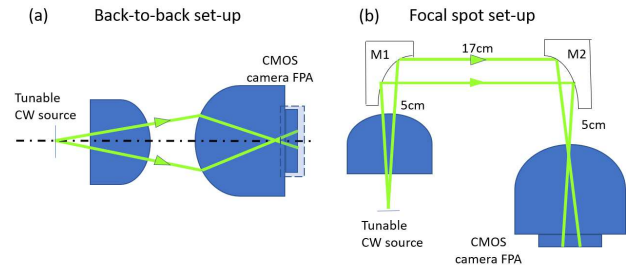 (a) Back-to-back set-up
CMOS
camera FPA
Tunable
CW source
(b) Focal spot set-up
M1
17cm
M2
5cm
5cm
Tunable
CW source
CMOS
camera FPA